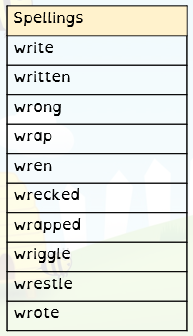 Spellings
write
written
wrong
wrap
wren
wrecked
wrapped
wriggle
wrestle
wrote